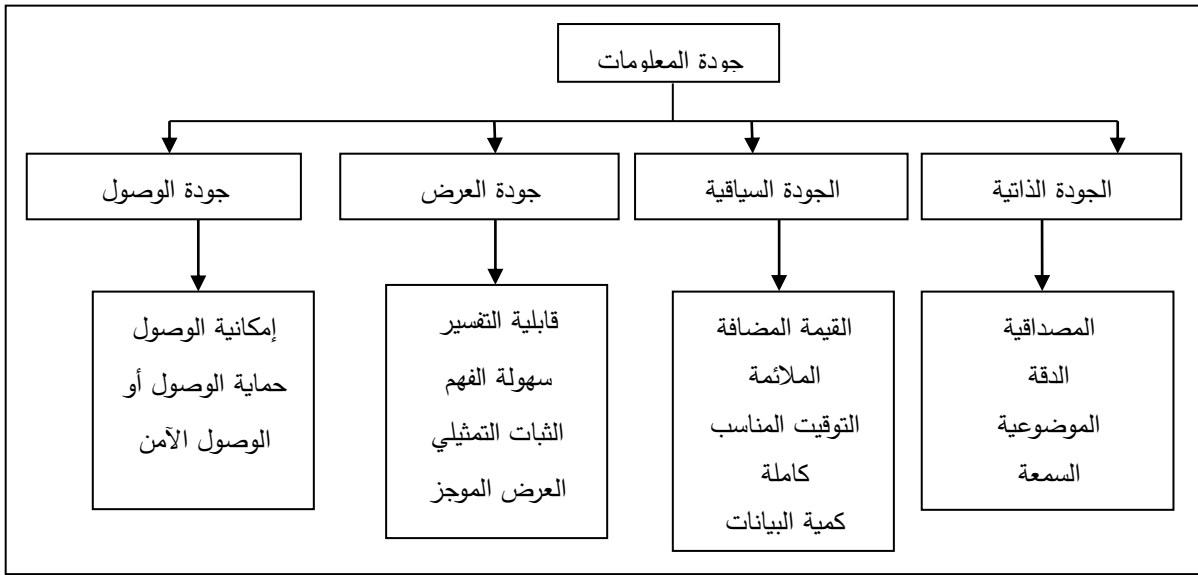 جودة المعلومات
الجودة الذاتية
الجودة السياقية
جودة العرض
جودة الوصول
المصداقية
الدقة
الموضوعية
السمعة
القيمة المضافة
الملائمة
التوقيت المناسب
كاملة
كمية البيانات
قابلية التفسير
سهولة الفهم
الثبات التمثيلي
العرض الموجز
إمكانية الوصول
حماية الوصول أو
الوصول الآمن